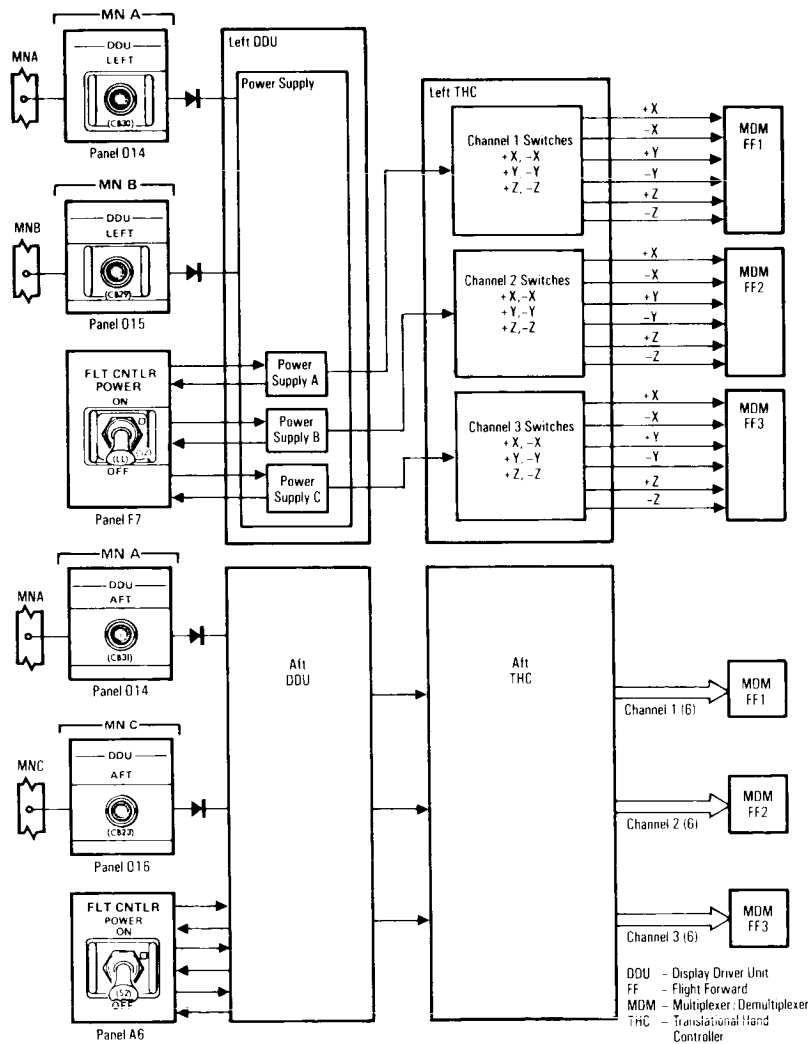 MN A
DDU
LEFT
(CB30)
MNA
Panel O14
MN B
DDU
LEFT
(CB29)
MNB
Panel O15
FLT CNTLR
POWER
ON
OFF
Panel F7
Left DDU
Power Supply
Power
Supply A
Power
Supply B
Power
Supply C
Left THC
Channel 1 Switches
+X, -X
+Y, -Y
+Z, -Z
Channel 2 Switches
+X, -X
+Y, -Y
+Z, -Z
Channel 3 Switches
+X, -X
+Y, -Y
+Z, -Z
+X
-X
+Y
-Y
+Z
-Z
MDM
FF1
+X
-X
+Y
-Y
+Z
-Z
MDM
FF2
+X
-X
+Y
-Y
+Z
-Z
MDM
FF3
MN A
DDU
AFT
(CB31)
MNA
Panel O14
MN C
DDU
AFT
(CB23)
MNC
Panel O16
FLT CNTLR
POWER
ON
(S2)
OFF
Panel A6
Aft
DDU
Aft
THC
Channel 1 (6)
MDM
FF1
Channel 2 (6)
MDM
FF2
Channel 3 (6)
MDM
FF3
DDU – Display Driver Unit
FF – Flight Forward
MDM – Multiplexer; Demultiplexer
THC – Translational Hand
Controller